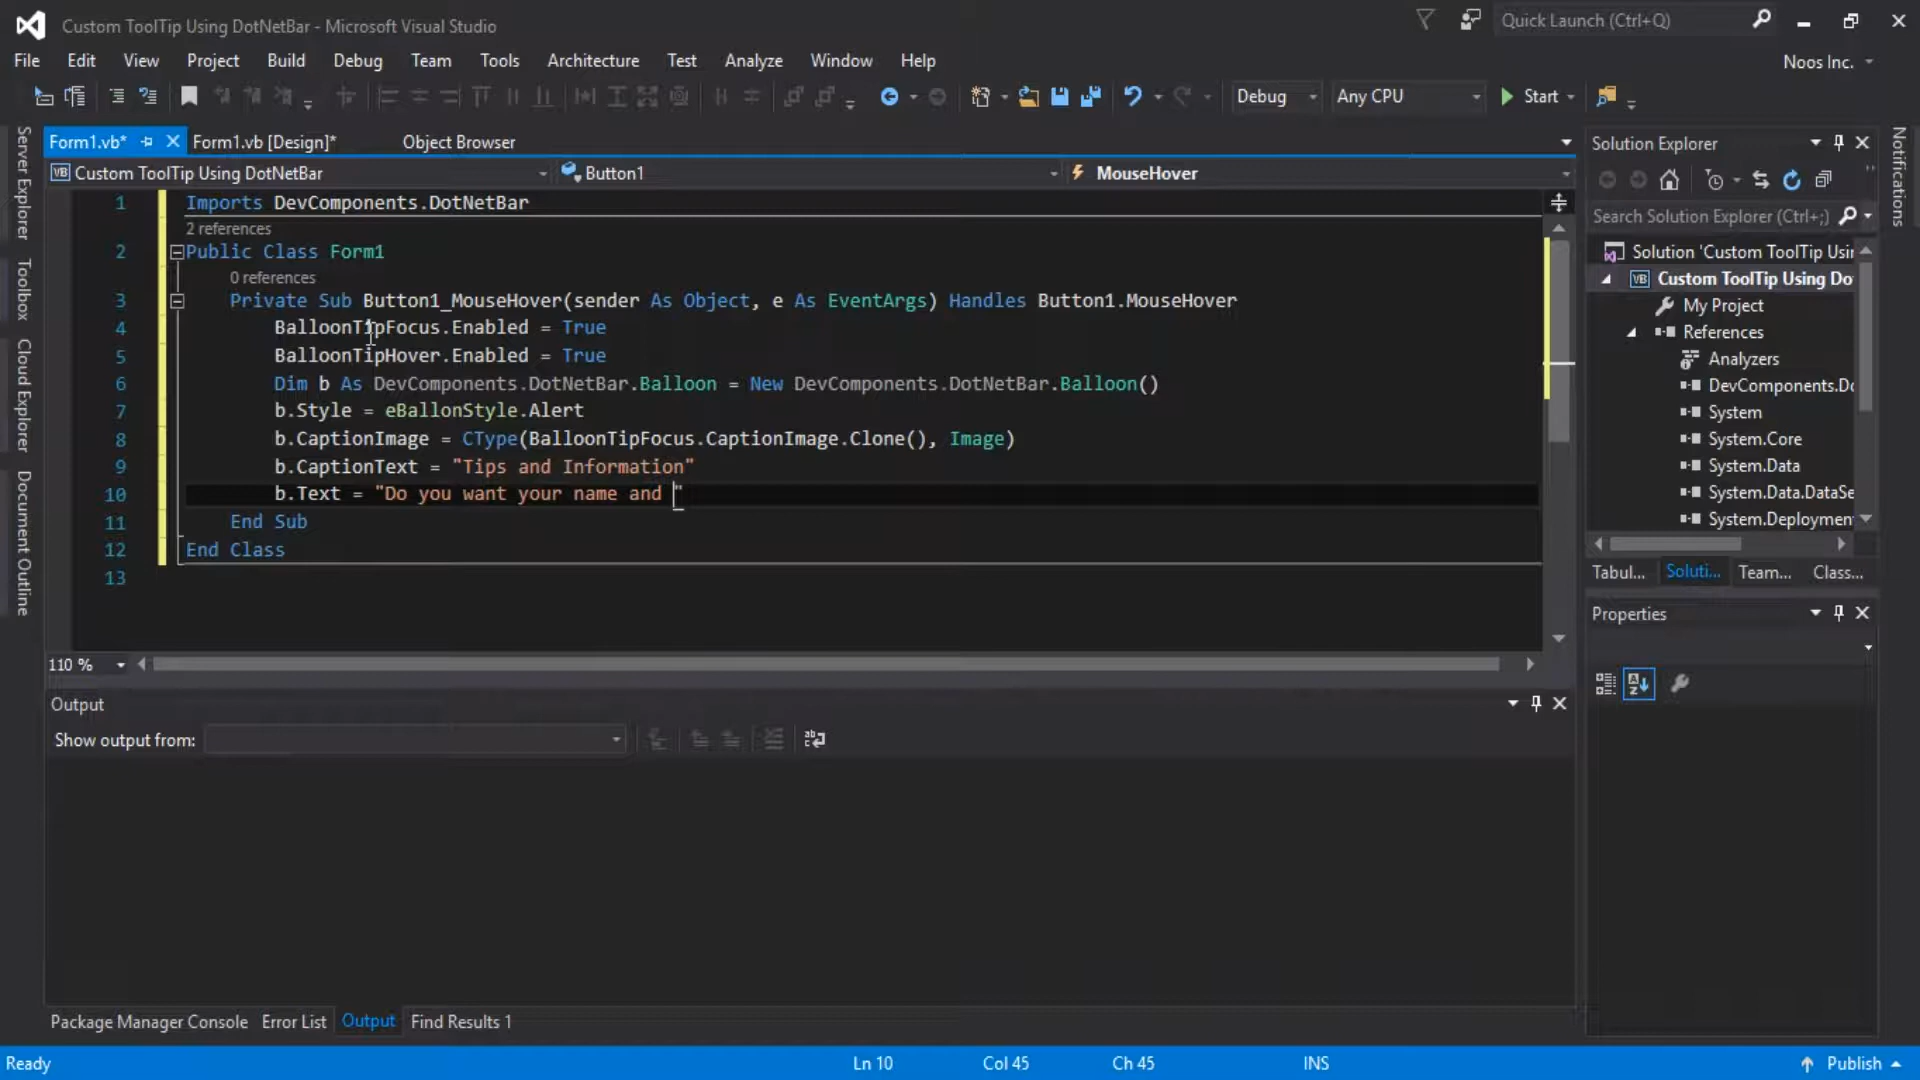 Custom ToolTip Using DotNetBar - Microsoft Visual Studio
Quick Launch (Ctrl+Q)
File Edit View Project Build Debug Team Tools Architecture Test Analyze Window Help
Noos Inc.
Debug Any CPU Start
Form1.vb* Form1.vb [Design]* Object Browser
Custom ToolTip Using DotNetBar Button1 MouseHover
1 Imports DevComponents.DotNetBar
2 references
2 Public Class Form1
0 references
3 Private Sub Button1_MouseHover(sender As Object, e As EventArgs) Handles Button1.MouseHover
4 BalloonTipFocus.Enabled = True
5 BalloonTipHover.Enabled = True
6 Dim b As DevComponents.DotNetBar.Balloon = New DevComponents.DotNetBar.Balloon()
7 b.Style = eBallonStyle.Alert
8 b.CaptionImage = CType(BalloonTipFocus.CaptionImage.Clone(), Image)
9 b.CaptionText = "Tips and Information"
10 b.Text = "Do you want your name and "
11 End Sub
12 End Class
13
110 %
Server Explorer
Toolbox
Cloud Explorer
Document Outline
Output
Show output from:
Package Manager Console Error List Output Find Results 1
Solution Explorer
Search Solution Explorer (Ctrl+;)
Solution 'Custom ToolTip Usin
Custom ToolTip Using Do
My Project
References
Analyzers
DevComponents.Do
System
System.Core
System.Data
System.Data.DataSe
System.Deployment
Tabul... Soluti... Team... Class...
Properties
Notifications
Ready Ln 10 Col 45 Ch 45 INS Publish